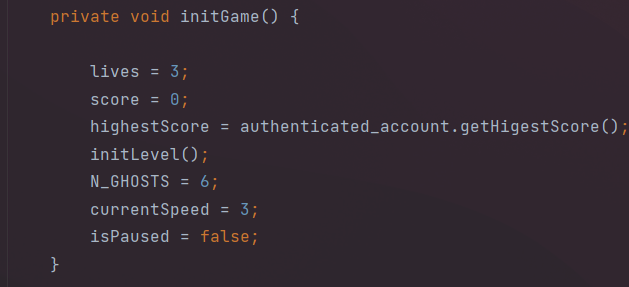 private void initGame() {
lives = 3;
score = 0;
highestScore = authenticated_account.getHigestScore();
initLevel();
N_GHOSTS = 6;
currentSpeed = 3;
isPaused = false;
}